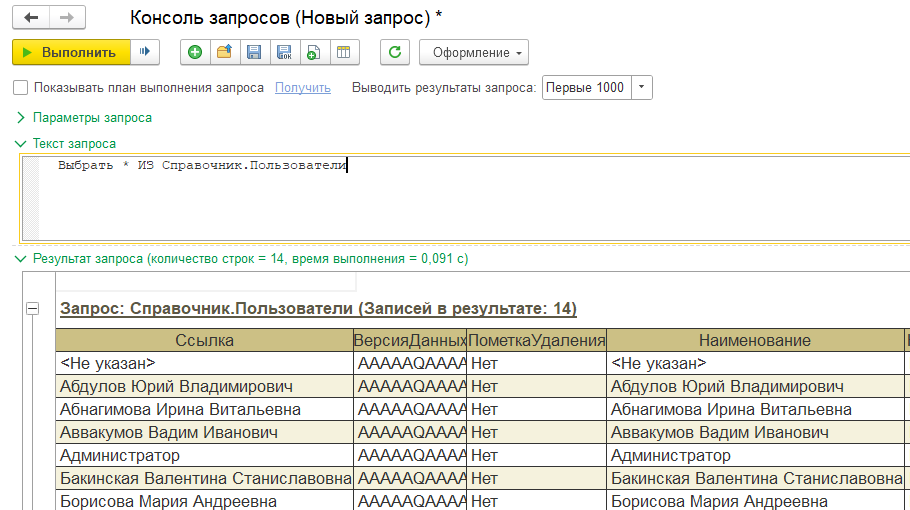 Консоль запросов (Новый запрос) *
Выполнить Оформление
Показывать план выполнения запроса Получить Выводить результаты запроса: Первые 1000
Параметры запроса
Текст запроса
Выбрать * ИЗ Справочник.Пользователи
Результат запроса (количество строк = 14, время выполнения = 0,091 с)
Запрос: Справочник.Пользователи (Записей в результате: 14)
Ссылка ВерсияДанных ПометкаУдаления Наименование
<Не указан> AAAAAQAAAA Нет <Не указан>
Абдулов Юрий Владимирович AAAAAQAAAA Нет Абдулов Юрий Владимирович
Абнагимова Ирина Витальевна AAAAAQAAAA Нет Абнагимова Ирина Витальевна
Аввакумов Вадим Иванович AAAAAQAAAA Нет Аввакумов Вадим Иванович
Администратор AAAAAQAAAA Нет Администратор
Бакинская Валентина Станиславовна AAAAAQAAAA Нет Бакинская Валентина Станиславовна
Борисова Мария Андреевна AAAAAQAAAA Нет Борисова Мария Андреевна